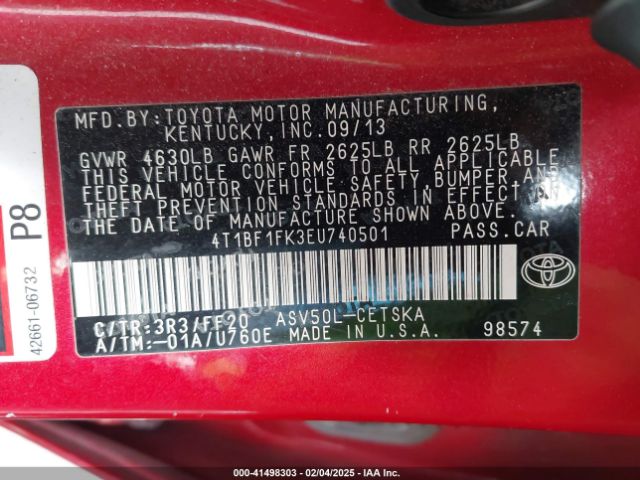 MFD.BY:TOYOTA MOTOR MANUFACTURING,
KENTUCKY,INC.09/13
GVWR 4630LB GAWR FR 2625LB RR 2625LB
THIS VEHICLE CONFORMS TO ALL APPLICABLE
FEDERAL MOTOR VEHICLE SAFETY,BUMPER,AND
THEFT PREVENTION STANDARDS IN EFFECT ON
THE DATE OF MANUFACTURE SHOWN ABOVE.
4T1BF1FK3EU740501 PASS.CAR
C/TR:3R3/FF20 ASV50L-CETSKA
A/TM:-01A/U760E MADE IN U.S.A. 98574
TOYOTA
P8
42661-06732
000-41498303 - 02/04/2025 - IAA Inc.